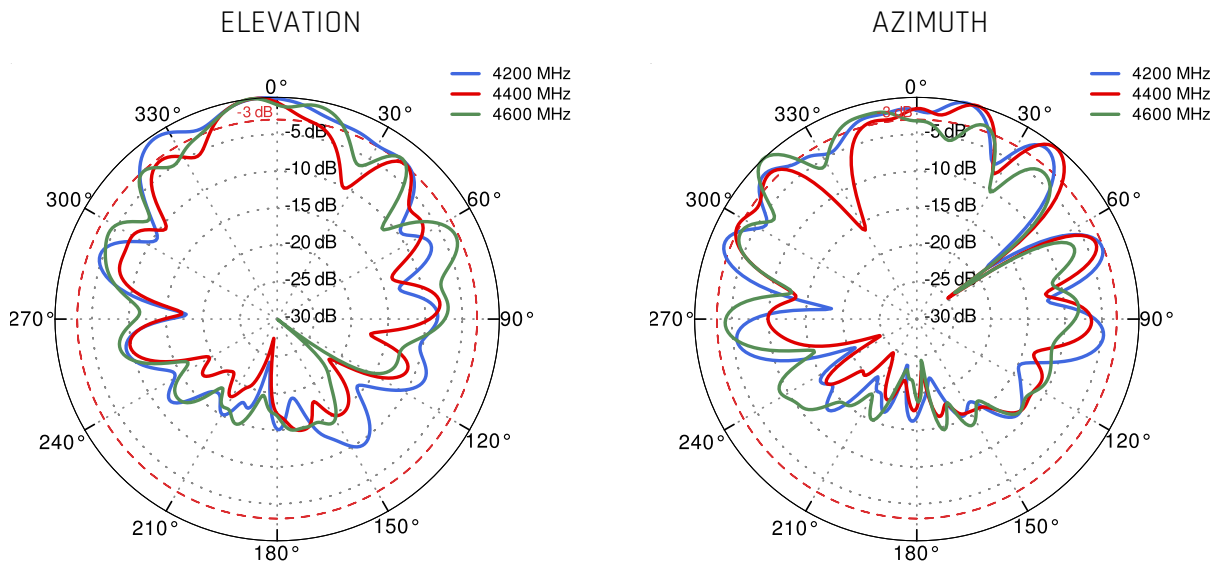 ELEVATION
4200 MHz
4400 MHz
4600 MHz
0°
30°
60°
90°
120°
150°
180°
210°
240°
270°
300°
330°
-3 dB
-5 dB
-10 dB
-15 dB
-20 dB
-25 dB
-30 dB
AZIMUTH
4200 MHz
4400 MHz
4600 MHz
0°
30°
60°
90°
120°
150°
180°
210°
240°
270°
300°
330°
-3 dB
-5 dB
-10 dB
-15 dB
-20 dB
-25 dB
-30 dB